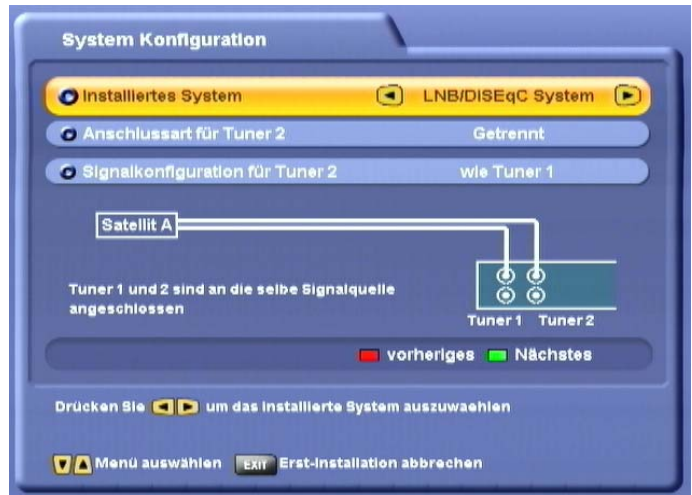 System Konfiguration
Installiertes System LNB/DISEqC System
Anschlussart für Tuner 2 Getrennt
Signalkonfiguration für Tuner 2 wie Tuner 1
Satellit A
Tuner 1 und 2 sind an die selbe Signalquelle
angeschlossen
Tuner 1 Tuner 2
vorheriges Nächstes
Drücken Sie um das installierte System auszuwaehlen
Menü auswählen EXIT Erst-Installation abbrechen